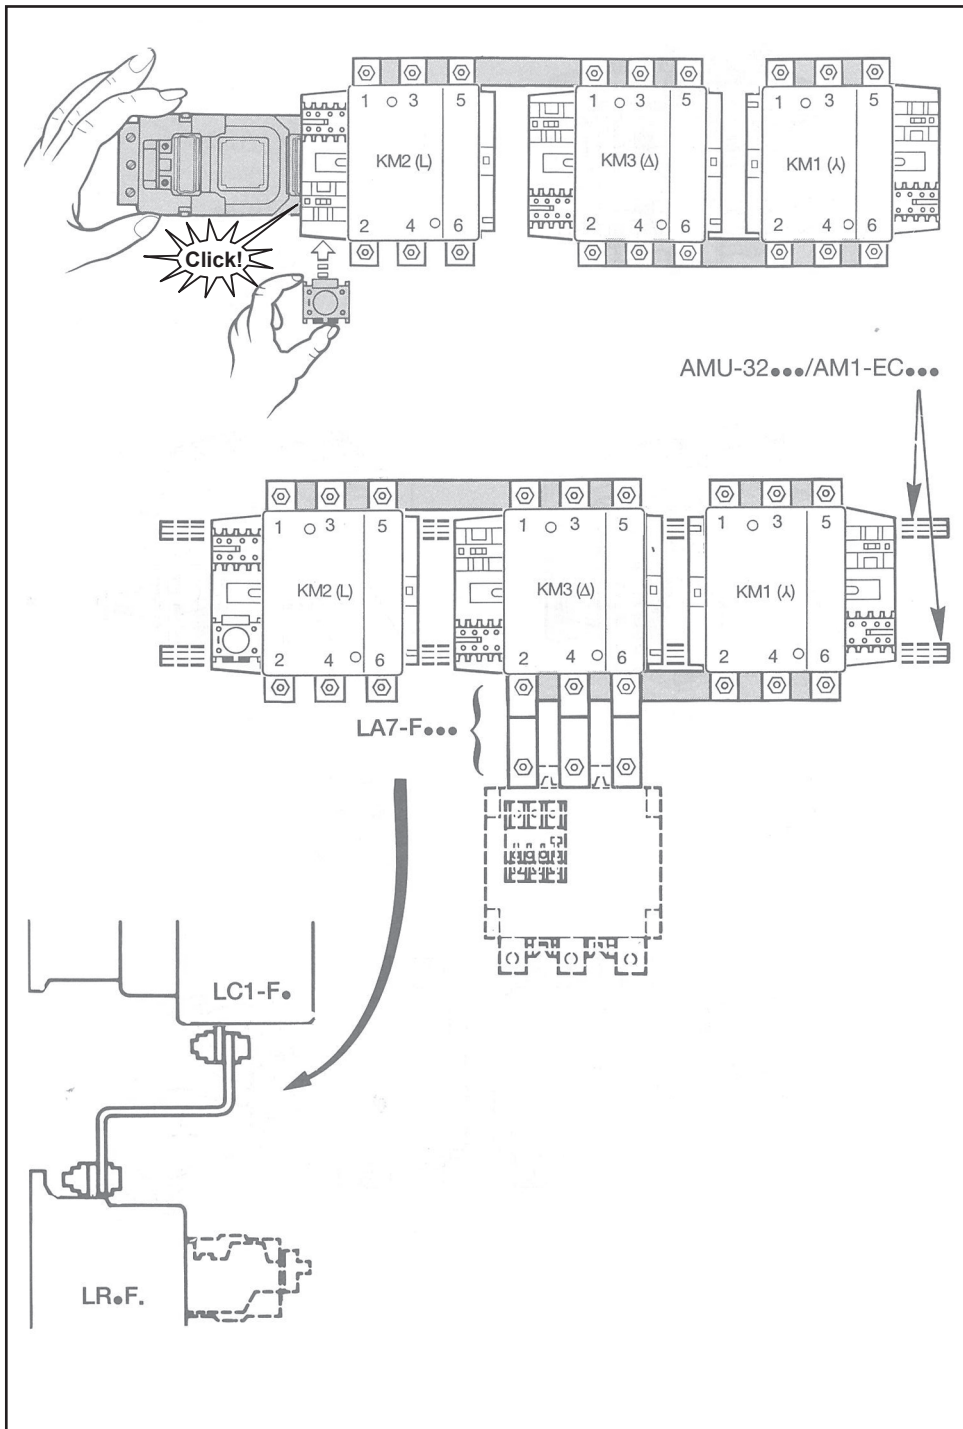 1 3 5
KM2 (L)
2 4 6
1 3 5
KM3 (Δ)
2 4 6
1 3 5
KM1 (⅄)
2 4 6
Click!
AMU-32•••/AM1-EC•••
1 3 5
KM2 (L)
2 4 6
1 3 5
KM3 (Δ)
2 4 6
1 3 5
KM1 (⅄)
2 4 6
LA7-F•••
LC1-F•
LR•F.